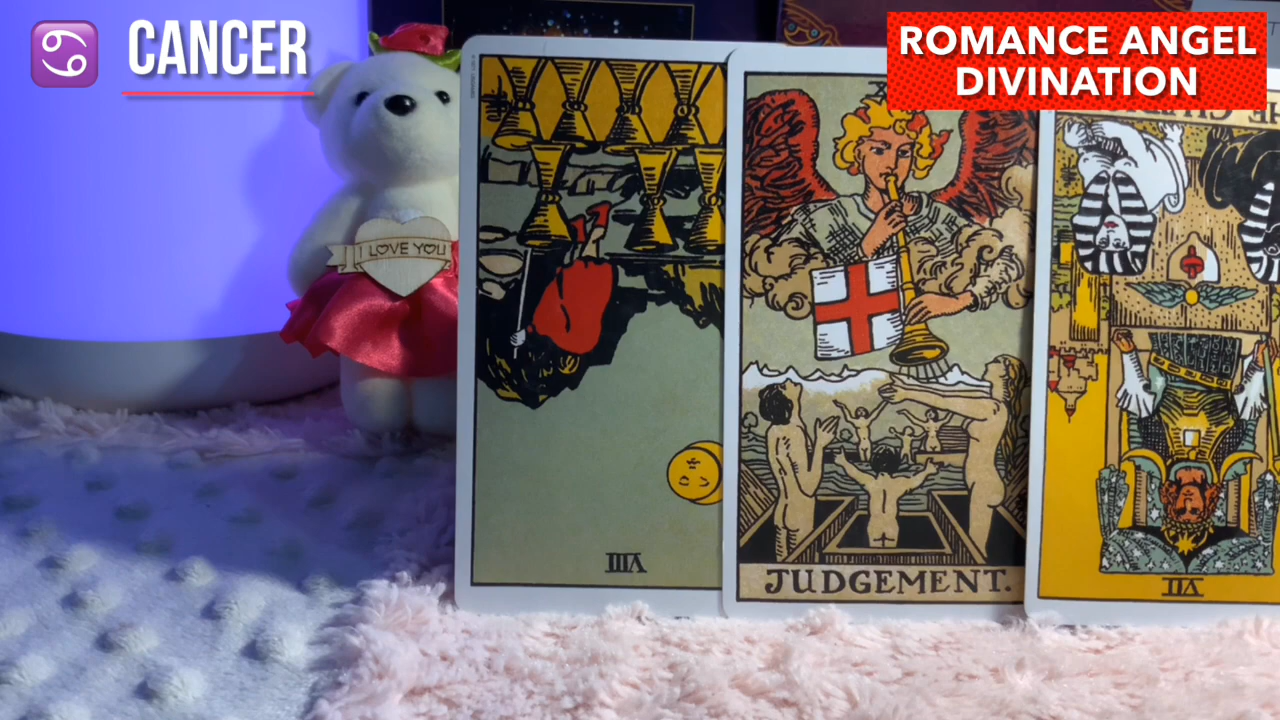 CANCER
ROMANCE ANGEL
DIVINATION
I LOVE YOU
VIII
JUDGEMENT.
VII